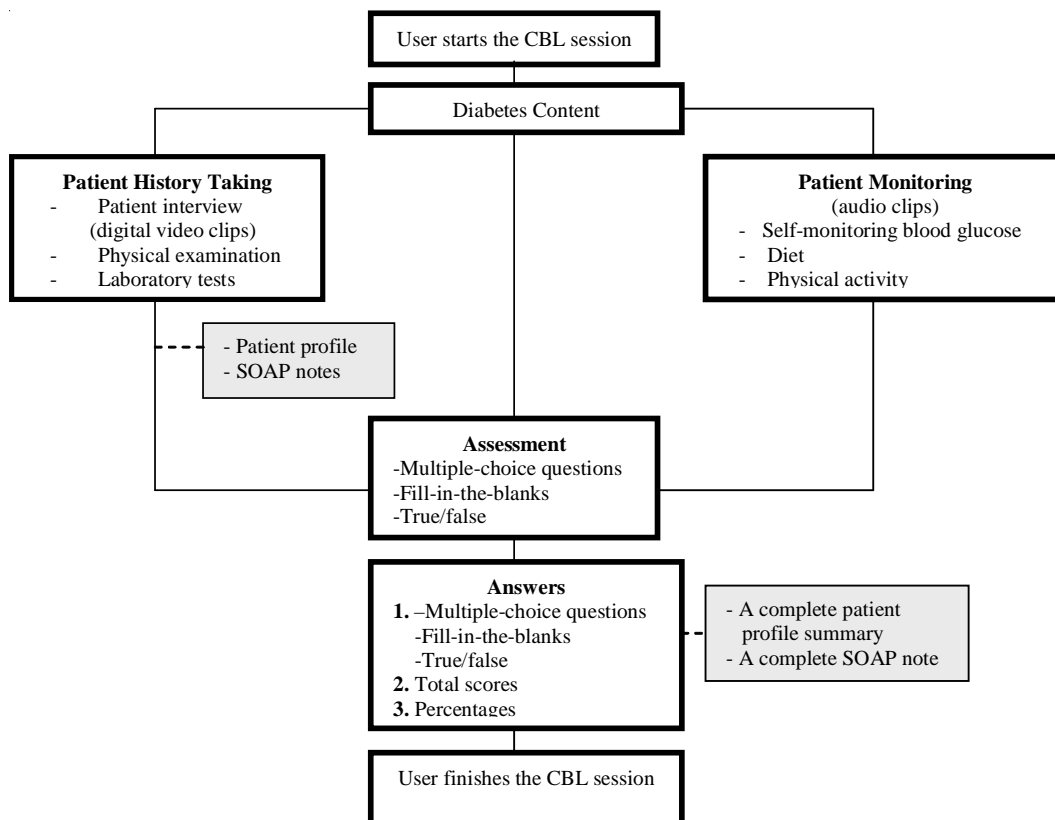 User starts the CBL session
Diabetes Content
Patient History Taking
- Patient interview
(digital video clips)
- Physical examination
- Laboratory tests
Patient Monitoring
(audio clips)
- Self-monitoring blood glucose
- Diet
- Physical activity
- Patient profile
- SOAP notes
Assessment
-Multiple-choice questions
-Fill-in-the-blanks
-True/false
Answers
1. –Multiple-choice questions
-Fill-in-the-blanks
-True/false
2. Total scores
3. Percentages
- A complete patient
profile summary
- A complete SOAP note
User finishes the CBL session